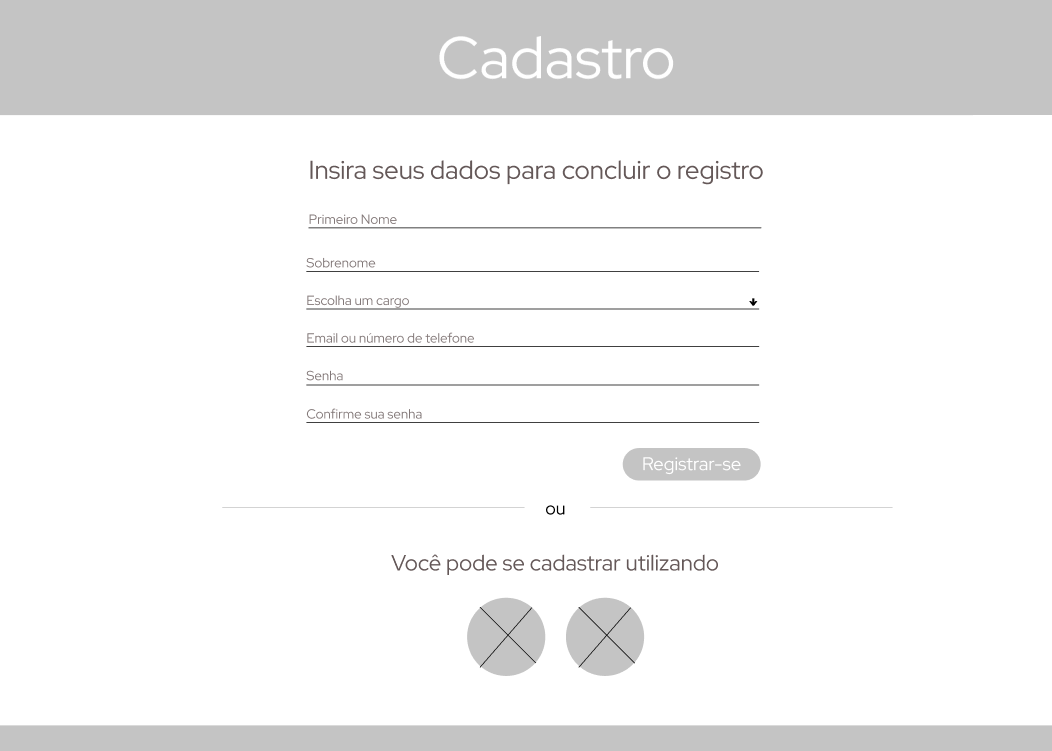 Cadastro
Insira seus dados para concluir o registro
Primeiro Nome
Sobrenome
Escolha um cargo
Email ou número de telefone
Senha
Confirme sua senha
Registrar-se
ou
Você pode se cadastrar utilizando